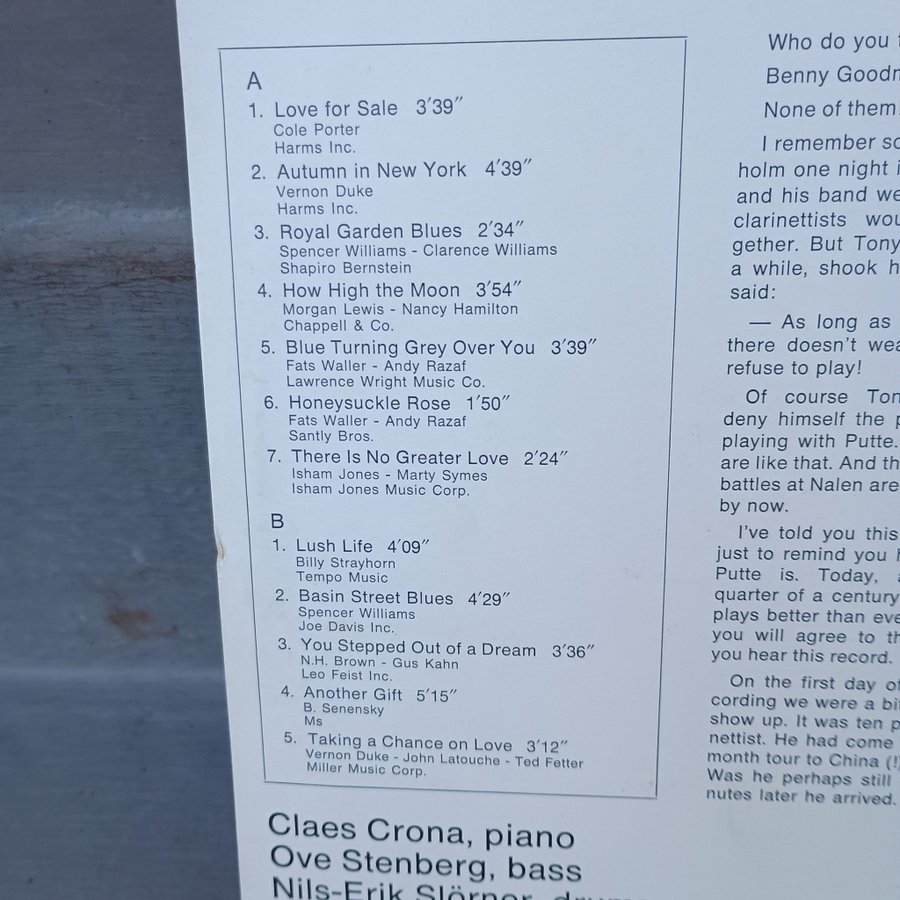 A
1. Love for Sale 3′39″
Cole Porter
Harms Inc.
2. Autumn in New York 4′39″
Vernon Duke
Harms Inc.
3. Royal Garden Blues 2′34″
Spencer Williams - Clarence Williams
Shapiro Bernstein
4. How High the Moon 3′54″
Morgan Lewis - Nancy Hamilton
Chappell & Co.
5. Blue Turning Grey Over You 3′39″
Fats Waller - Andy Razaf
Lawrence Wright Music Co.
6. Honeysuckle Rose 1′50″
Fats Waller - Andy Razaf
Santly Bros.
7. There Is No Greater Love 2′24″
Isham Jones - Marty Symes
Isham Jones Music Corp.
B
1. Lush Life 4′09″
Billy Strayhorn
Tempo Music
2. Basin Street Blues 4′29″
Spencer Williams
Joe Davis Inc.
3. You Stepped Out of a Dream 3′36″
N.H. Brown - Gus Kahn
Leo Feist Inc.
4. Another Gift 5′15″
B. Senensky
Ms
5. Taking a Chance on Love 3′12″
Vernon Duke - John Latouche - Ted Fetter
Miller Music Corp.
Claes Crona, piano
Ove Stenberg, bass
Nils-Erik Slörner,
Who do you
Benny
None of them
I remember
holm one night
and his band
clarinettists
gether. But Tony
a while, shook
said:
— As long as
there doesn't
refuse to play!
Of course
deny himself the
playing with Putte.
are like that. And
battles at Nalen are
by now.
I've told you this
just to remind you
Putte is. Today,
quarter of a century
plays better than
you will agree to
you hear this record.
On the first day
cording we were a
show up. It was ten
nettist. He had come
month tour to China (!)
Was he perhaps still
nutes later he arrived.